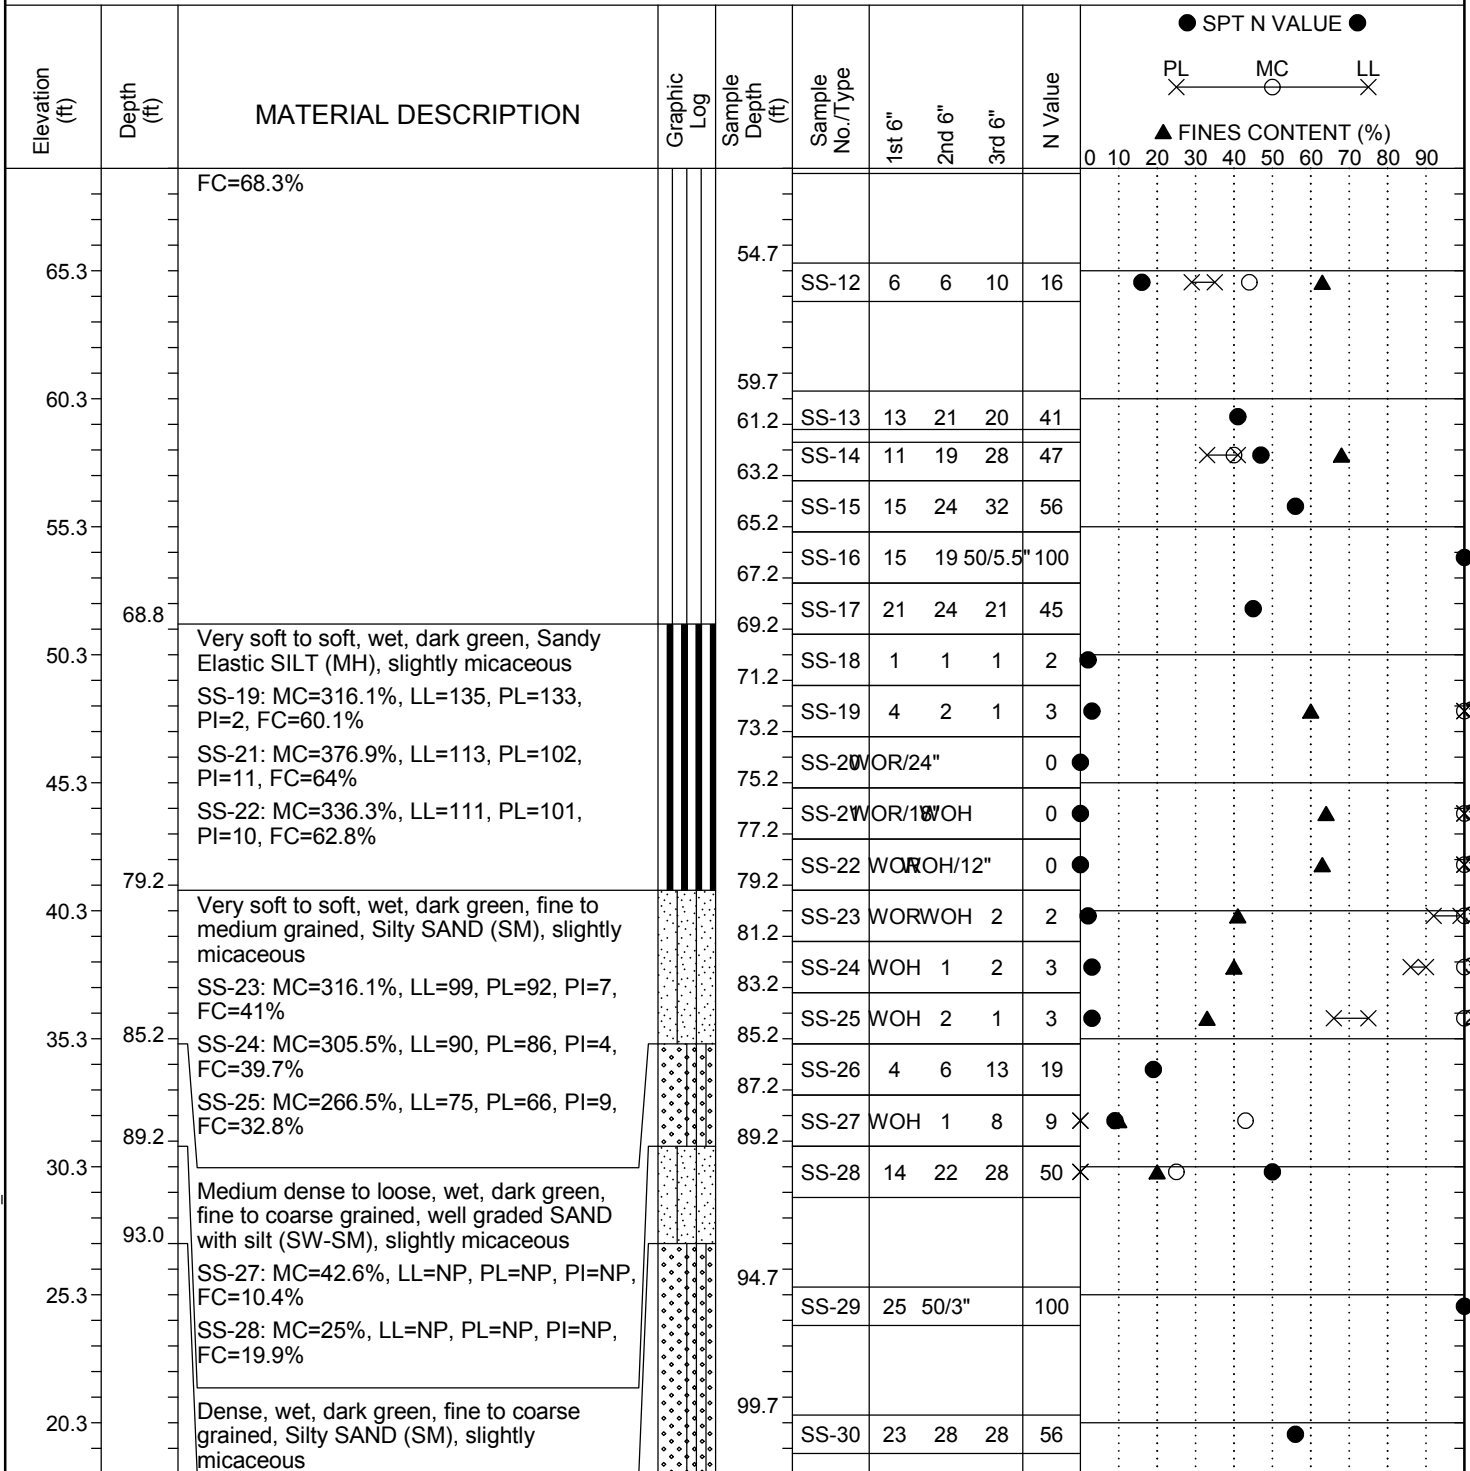 Elevation (ft)
Depth (ft)
MATERIAL DESCRIPTION
Graphic Log
Sample Depth (ft)
Sample No./Type
1st 6"
2nd 6"
3rd 6"
N Value
● SPT N VALUE ●
PL MC LL
▲ FINES CONTENT (%)
0 10 20 30 40 50 60 70 80 90
FC=68.3%
54.7
65.3
SS-12 6 6 10 16
59.7
60.3
61.2 SS-13 13 21 20 41
SS-14 11 19 28 47
63.2
SS-15 15 24 32 56
55.3
65.2
SS-16 15 19 50/5.5" 100
67.2
SS-17 21 24 21 45
68.8
69.2
Very soft to soft, wet, dark green, Sandy
Elastic SILT (MH), slightly micaceous
50.3
SS-18 1 1 1 2
71.2
SS-19: MC=316.1%, LL=135, PL=133,
PI=2, FC=60.1%
SS-19 4 2 1 3
73.2
SS-21: MC=376.9%, LL=113, PL=102,
PI=11, FC=64%
SS-20 WOR/24" 0
45.3
75.2
SS-22: MC=336.3%, LL=111, PL=101,
PI=10, FC=62.8%
SS-21 WOR/18" WOH 0
77.2
SS-22 WOR WOH/12" 0
79.2
79.2
Very soft to soft, wet, dark green, fine to
medium grained, Silty SAND (SM), slightly
micaceous
40.3
SS-23 WOR WOH 2 2
81.2
SS-23: MC=316.1%, LL=99, PL=92, PI=7,
FC=41%
SS-24 WOH 1 2 3
83.2
SS-24: MC=305.5%, LL=90, PL=86, PI=4,
FC=39.7%
SS-25 WOH 2 1 3
35.3
85.2
85.2
SS-25: MC=266.5%, LL=75, PL=66, PI=9,
FC=32.8%
SS-26 4 6 13 19
87.2
SS-27 WOH 1 8 9
89.2
89.2
30.3
SS-28 14 22 28 50
Medium dense to loose, wet, dark green,
fine to coarse grained, well graded SAND
with silt (SW-SM), slightly micaceous
93.0
SS-27: MC=42.6%, LL=NP, PL=NP, PI=NP,
FC=10.4%
94.7
25.3
SS-29 25 50/3" 100
SS-28: MC=25%, LL=NP, PL=NP, PI=NP,
FC=19.9%
99.7
Dense, wet, dark green, fine to coarse
grained, Silty SAND (SM), slightly
micaceous
20.3
SS-30 23 28 28 56